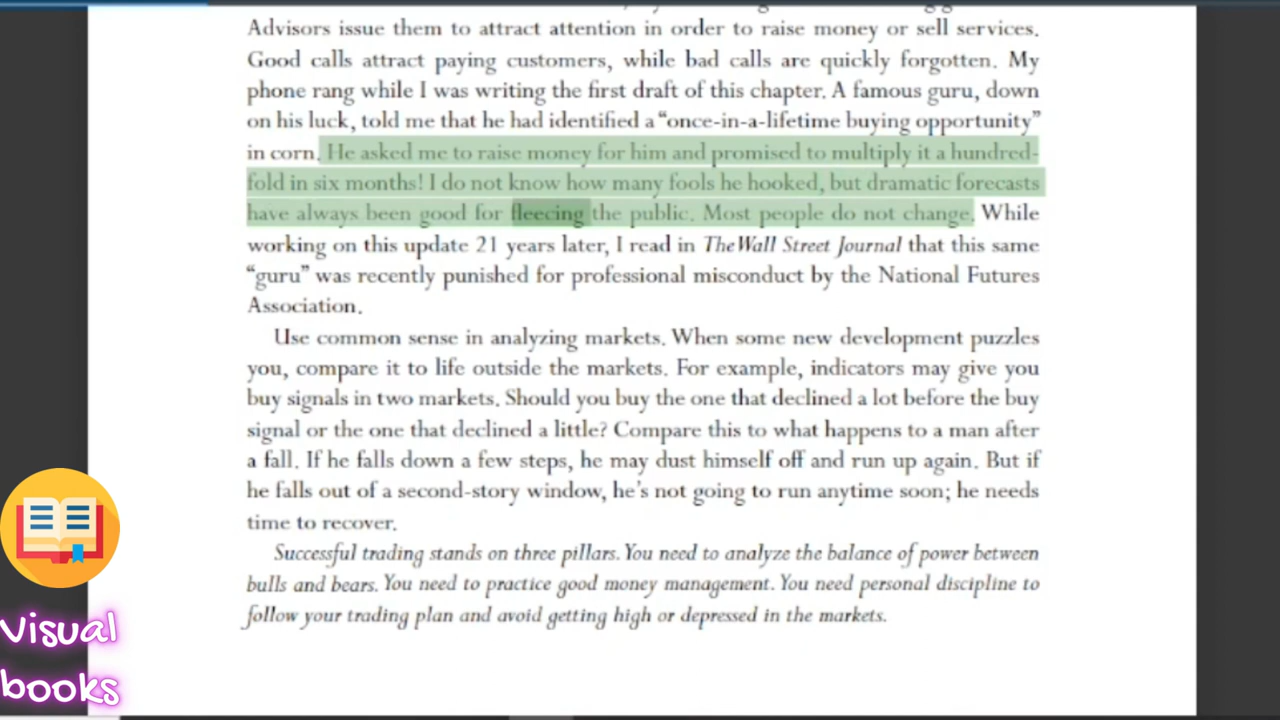 Advisors issue them to attract attention in order to raise money or sell services.
Good calls attract paying customers, while bad calls are quickly forgotten. My
phone rang while I was writing the first draft of this chapter. A famous guru, down
on his luck, told me that he had identified a “once-in-a-lifetime buying opportunity”
in corn. He asked me to raise money for him and promised to multiply it a hundred-
fold in six months! I do not know how many fools he hooked, but dramatic forecasts
have always been good for fleecing the public. Most people do not change. While
working on this update 21 years later, I read in The Wall Street Journal that this same
“guru” was recently punished for professional misconduct by the National Futures
Association.
Use common sense in analyzing markets. When some new development puzzles
you, compare it to life outside the markets. For example, indicators may give you
buy signals in two markets. Should you buy the one that declined a lot before the buy
signal or the one that declined a little? Compare this to what happens to a man after
a fall. If he falls down a few steps, he may dust himself off and run up again. But if
he falls out of a second-story window, he’s not going to run anytime soon; he needs
time to recover.
Successful trading stands on three pillars. You need to analyze the balance of power between
bulls and bears. You need to practice good money management. You need personal discipline to
follow your trading plan and avoid getting high or depressed in the markets.
Visual
books